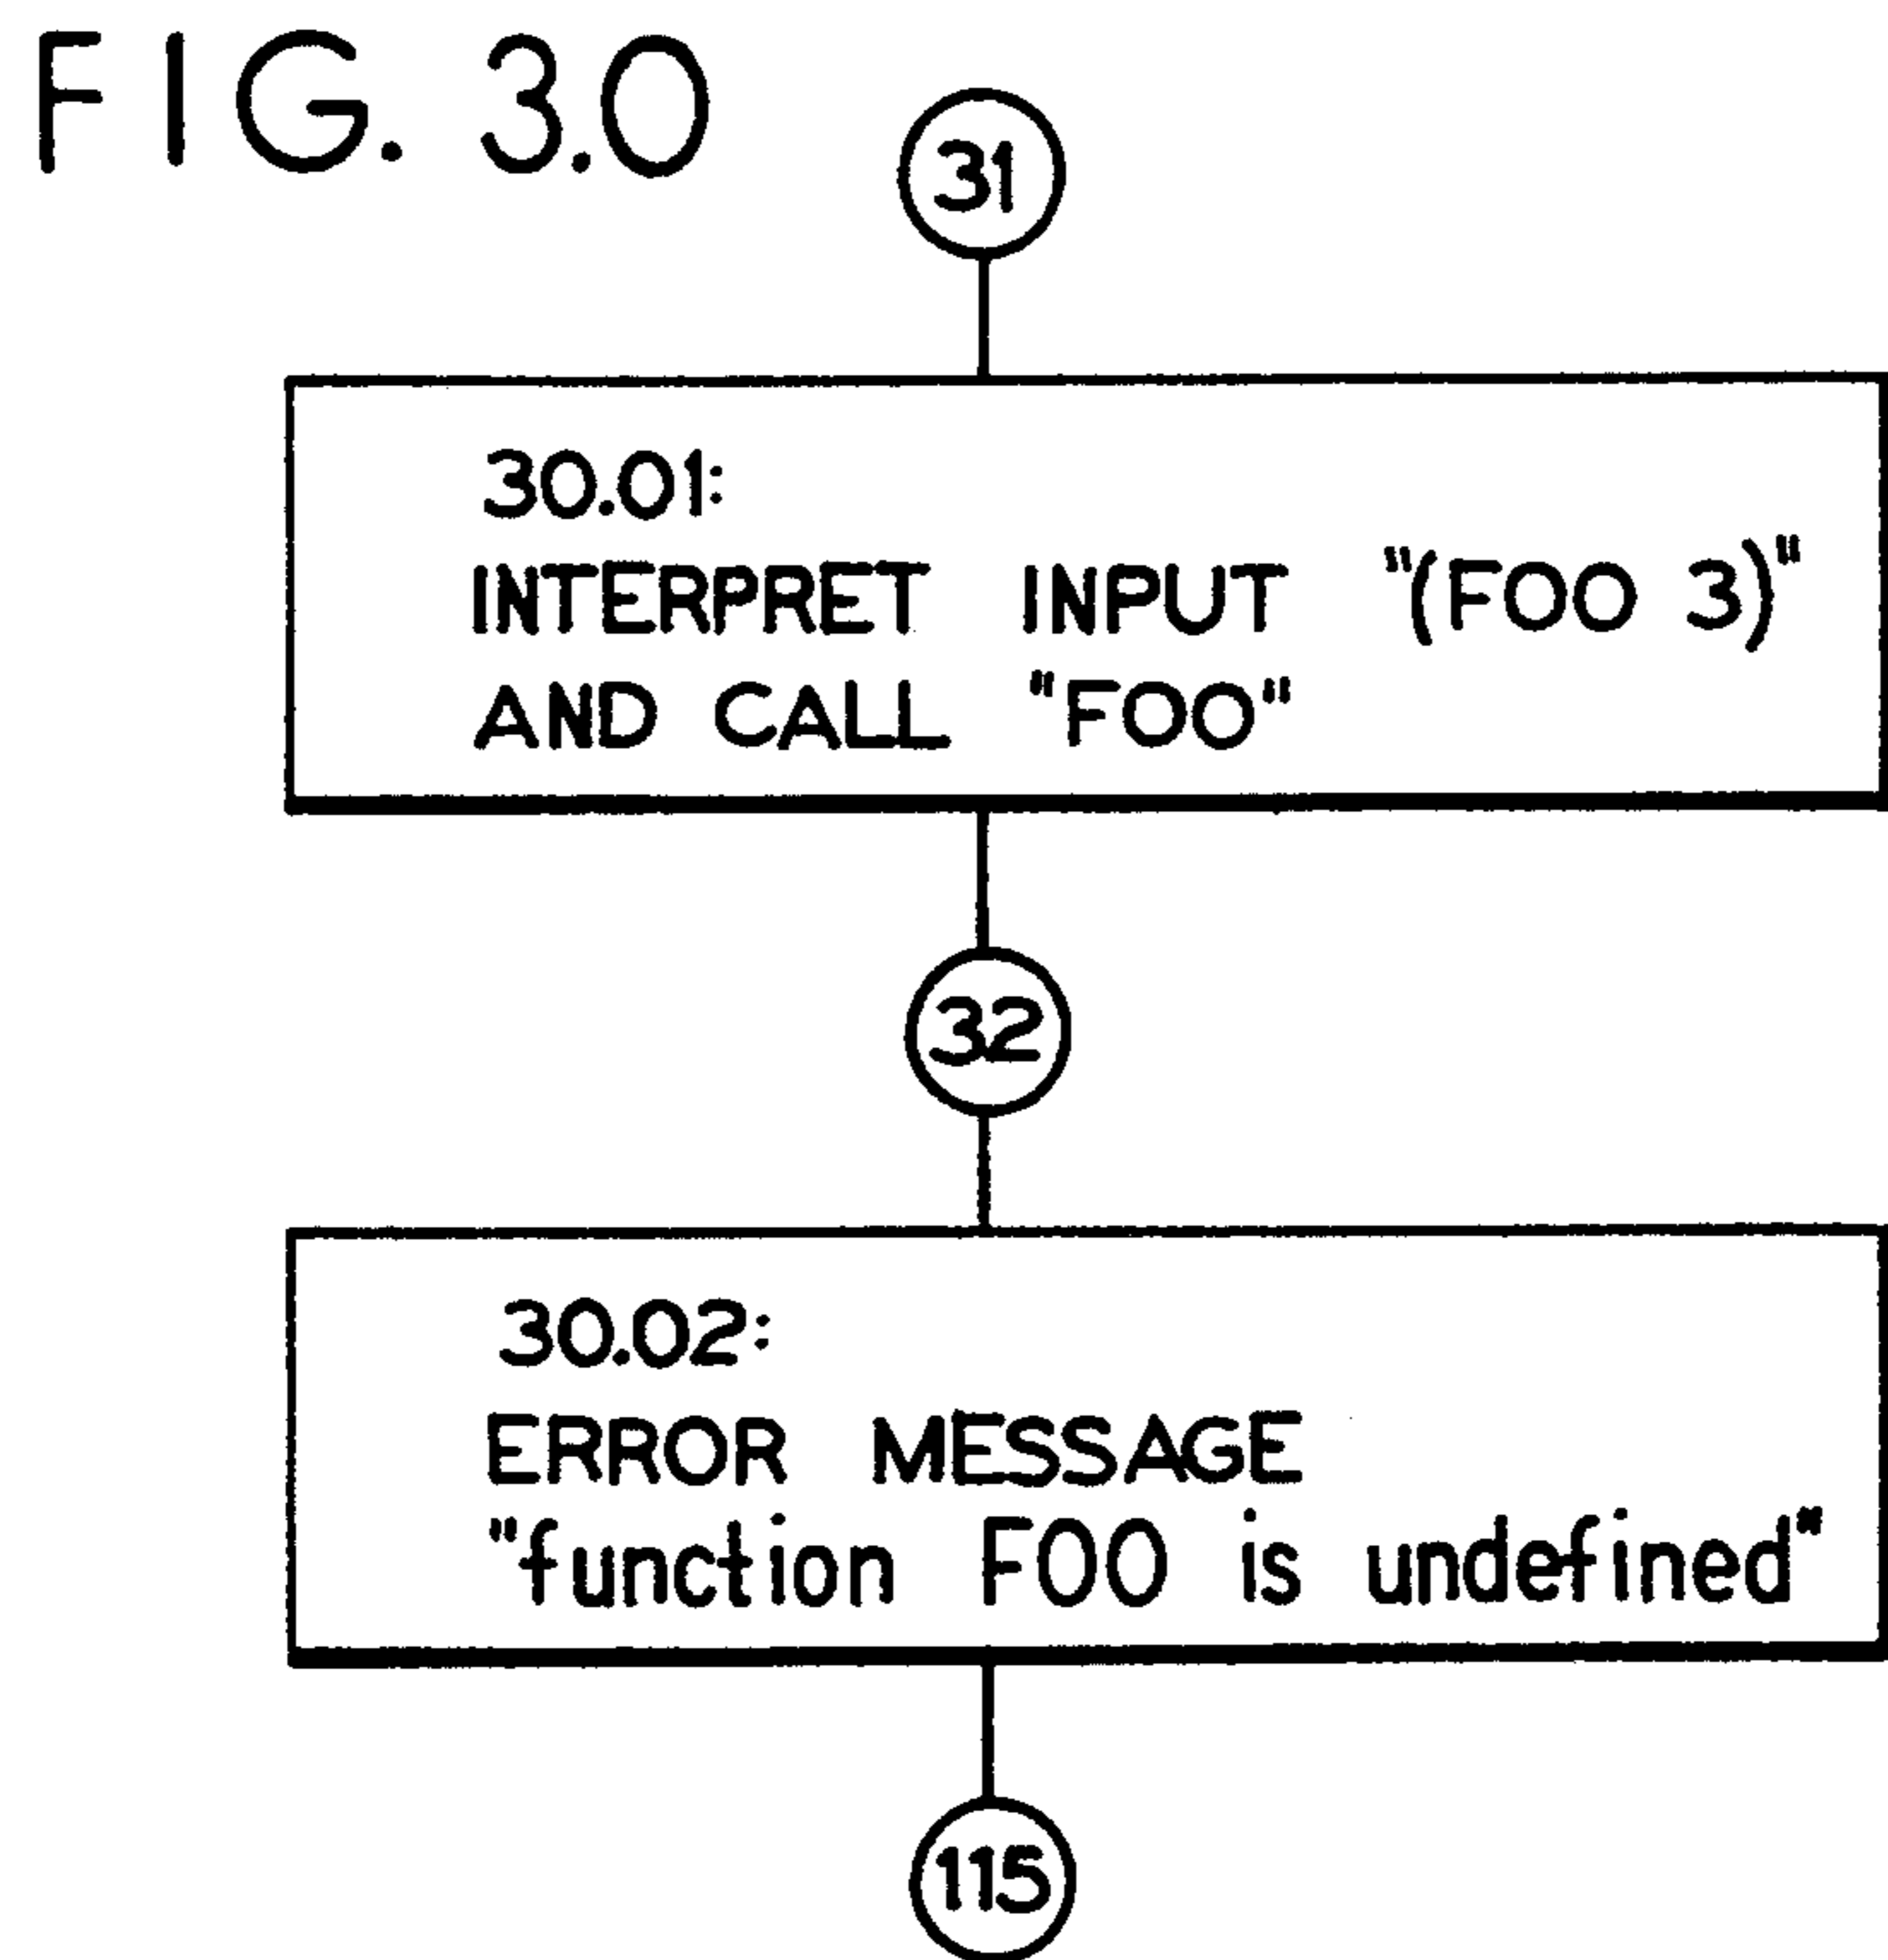 FIG. 3.0
31
30.01:
INTERPRET INPUT "(FOO 3)"
AND CALL "FOO"
32
30.02:
ERROR MESSAGE
"function FOO is undefined"
115